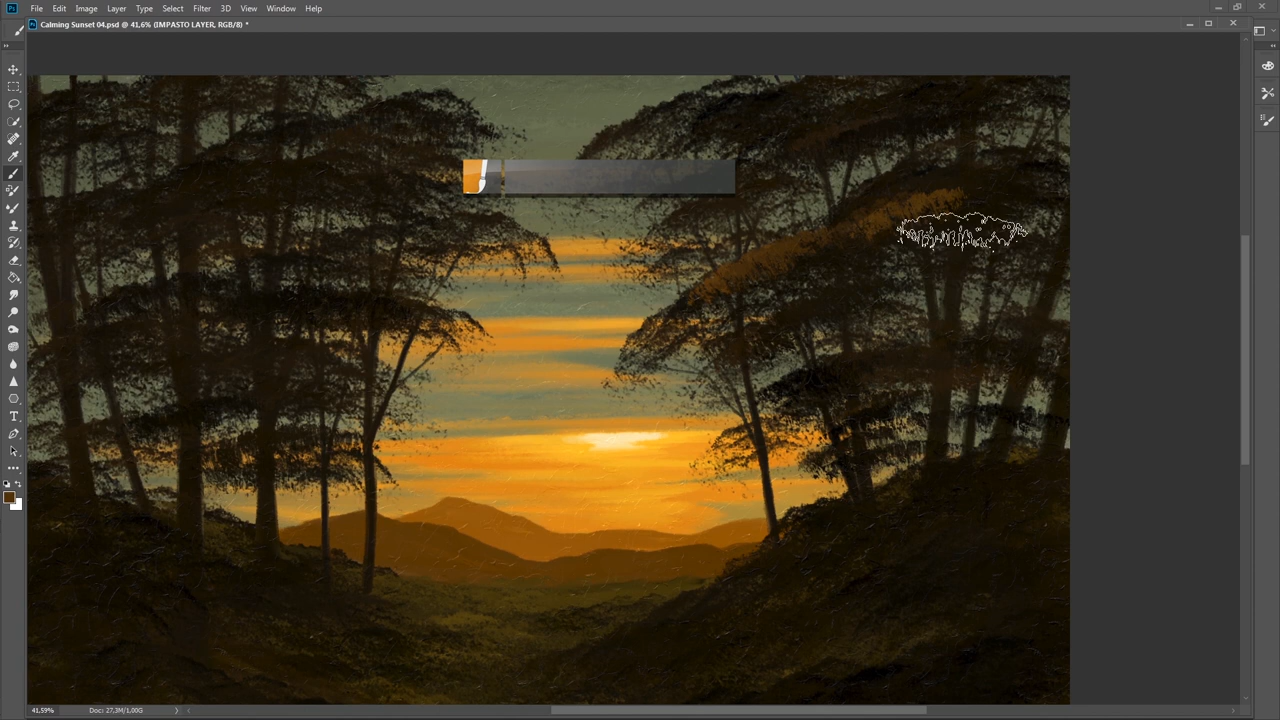 File Edit Image Layer Type Select Filter 3D View Window Help
Calming Sunset 04.psd @ 41,6% (IMPASTO LAYER, RGB/8) *
41,59% Doc: 27,3M/1,00G